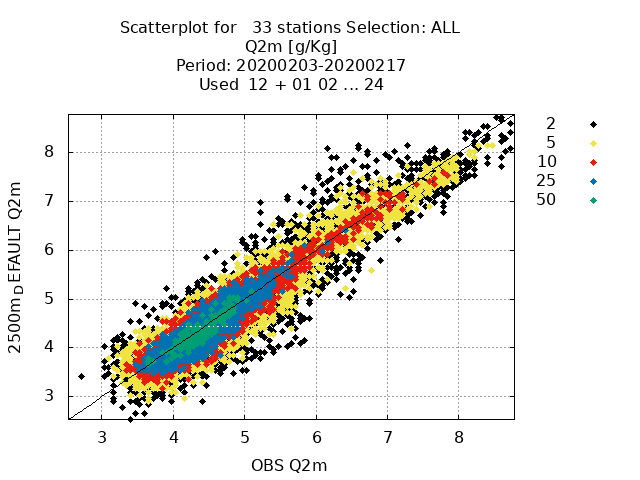 Scatterplot for   33 stations Selection: ALL
Q2m [g/Kg]
Period: 20200203-20200217
Used  12 + 01 02 ... 24
2
5
10
25
50
8
7
6
5
4
3
2500m_DEFAULT Q2m
3 4 5 6 7 8
OBS Q2m